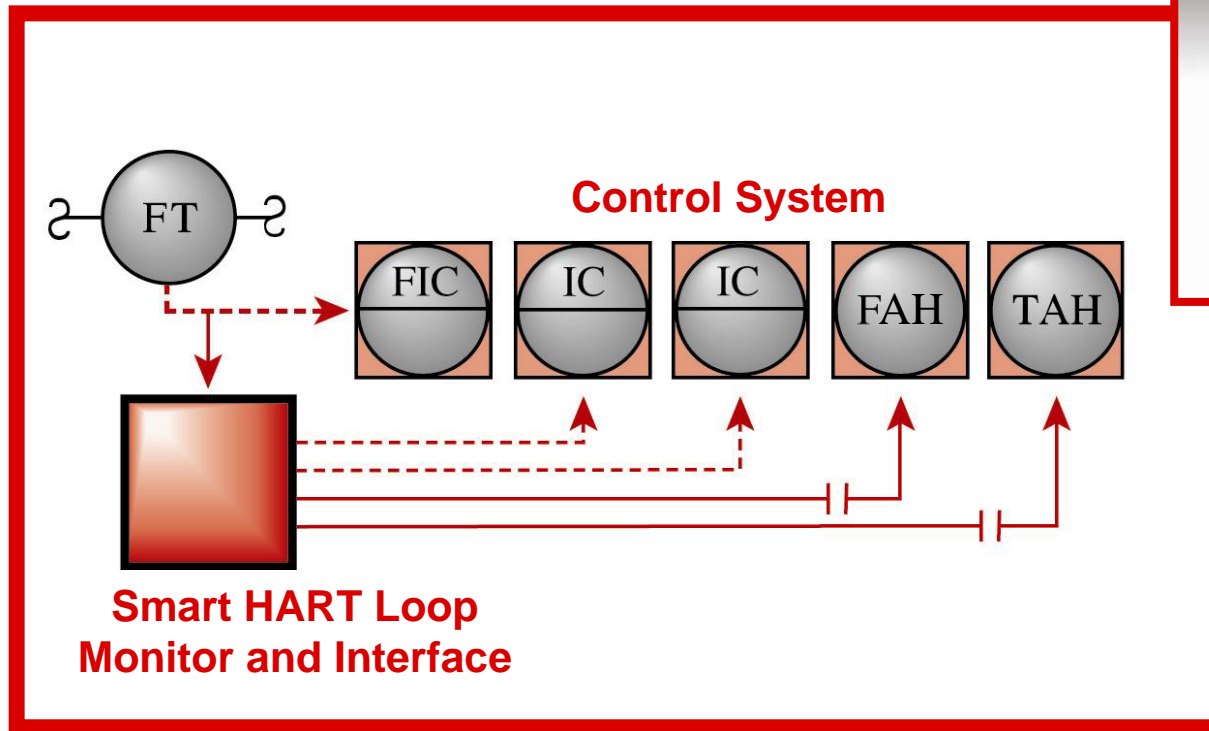 Control System
FT
FIC
IC
IC
FAH
TAH
Smart HART Loop
Monitor and Interface